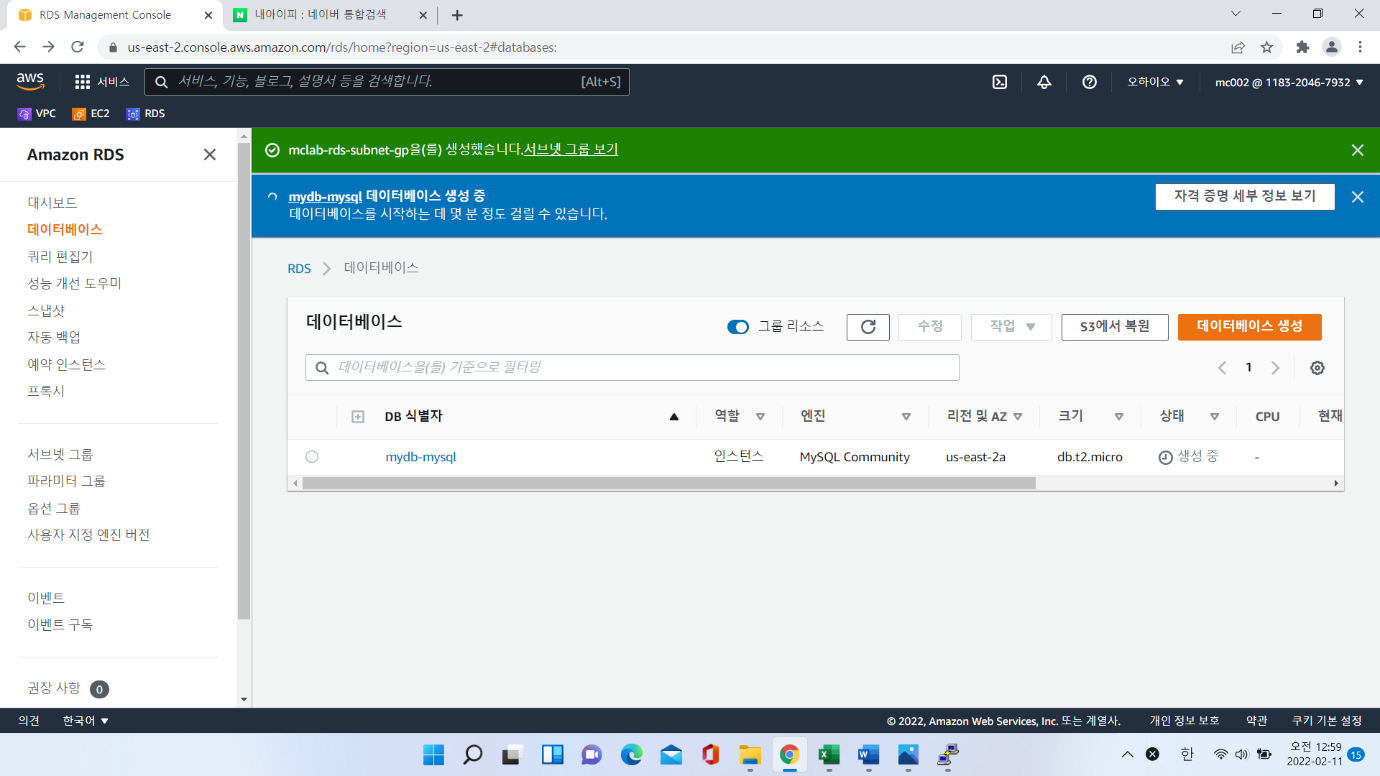 RDS Management Console
내아이피 : 네이버 통합검색
us-east-2.console.aws.amazon.com/rds/home?region=us-east-2#databases:
aws
서비스
서비스, 기능, 블로그, 설명서 등을 검색합니다.
[Alt+S]
오하이오 ▼
mc002 @ 1183-2046-7932 ▼
VPC
EC2
RDS
Amazon RDS
대시보드
데이터베이스
쿼리 편집기
성능 개선 도우미
스냅샷
자동 백업
예약 인스턴스
프록시
서브넷 그룹
파라미터 그룹
옵션 그룹
사용자 지정 엔진 버전
이벤트
이벤트 구독
권장 사항 0
mclab-rds-subnet-gp을(를) 생성했습니다.서브넷 그룹 보기
mydb-mysql 데이터베이스 생성 중
데이터베이스를 시작하는 데 몇 분 정도 걸릴 수 있습니다.
자격 증명 세부 정보 보기
RDS > 데이터베이스
데이터베이스
그룹 리소스
수정
작업 ▼
S3에서 복원
데이터베이스 생성
데이터베이스을(를) 기준으로 필터링
1
DB 식별자
역할
엔진
리전 및 AZ
크기
상태
CPU
현재
mydb-mysql
인스턴스
MySQL Community
us-east-2a
db.t2.micro
생성 중
-
의견
한국어 ▼
© 2022, Amazon Web Services, Inc. 또는 계열사.
개인 정보 보호
약관
쿠키 기본 설정
한
오전 12:59
2022-02-11
15